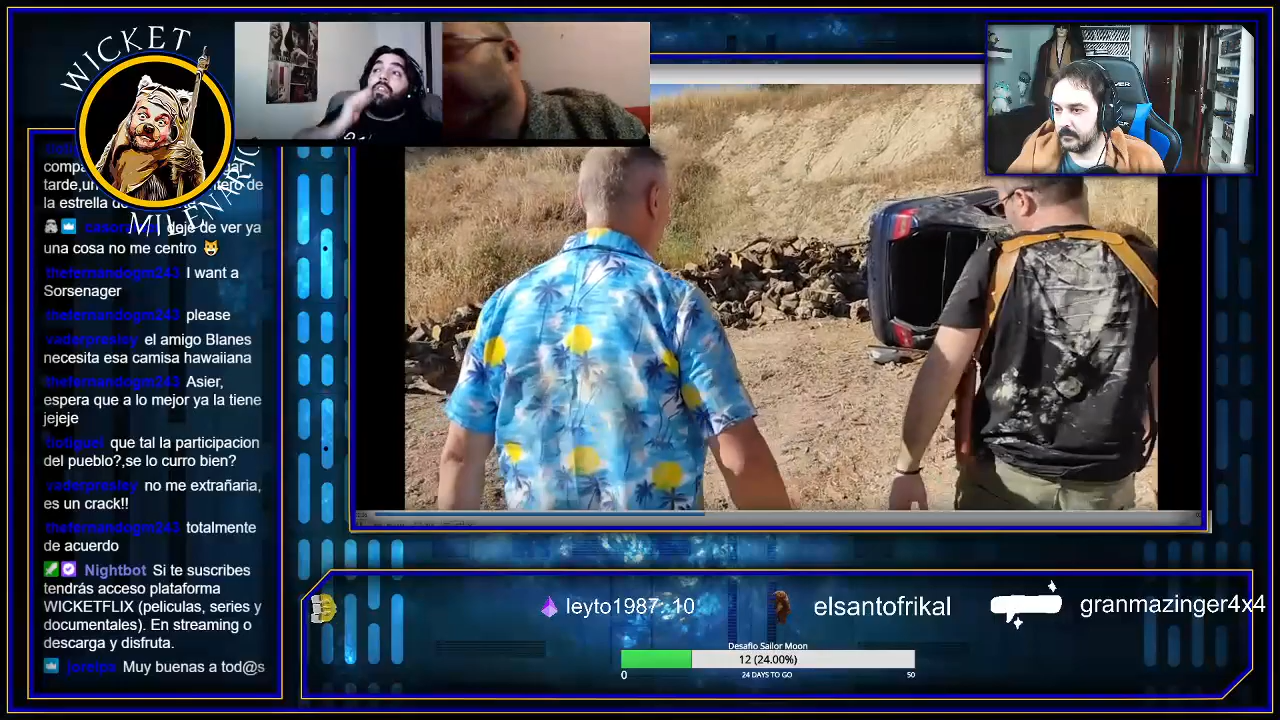 WICKET
MILENARIO
tarde,un
la estrella
deje de ver ya
una cosa no me centro
thefernandogm243 I want a
Sorsenager
thefernandogm243 please
vaderpresley el amigo Blanes
necesita esa camisa hawaiiana
thefernandogm243 Asier,
espera que a lo mejor ya la tiene
jejeje
que tal la participacion
del pueblo?,se lo curro bien?
vaderpresley no me extrañaria,
es un crack!!
thefernandogm243 totalmente
de acuerdo
Nightbot Si te suscribes
tendrás acceso plataforma
WICKETFLIX (peliculas, series y
documentales). En streaming o
descarga y disfruta.
jorelpa Muy buenas a tod@s
leyto1987: 10
elsantofrikal
granmazinger4x4
Desafio Sailor Moon
12 (24.00%)
0
24 DAYS TO GO
50